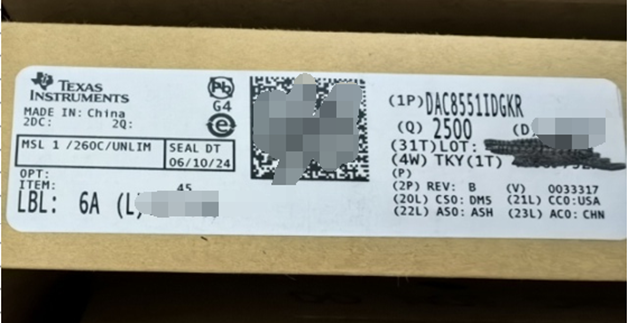 TEXAS
INSTRUMENTS
MADE IN: China
2DC: 2Q:
Pb
G4
e
MSL 1 /260C/UNLIM
SEAL DT
06/10/24
OPT:
ITEM: 45
LBL: 6A (L)
(1P)DAC8551IDGKR
(Q) 2500 (D
(31T)LOT:
(4W) TKY(1T)
(P)
(2P) REV: B (V) 0033317
(20L) CSO: DM5 (21L) CCO:USA
(22L) ASO: ASH (23L) ACO: CHN